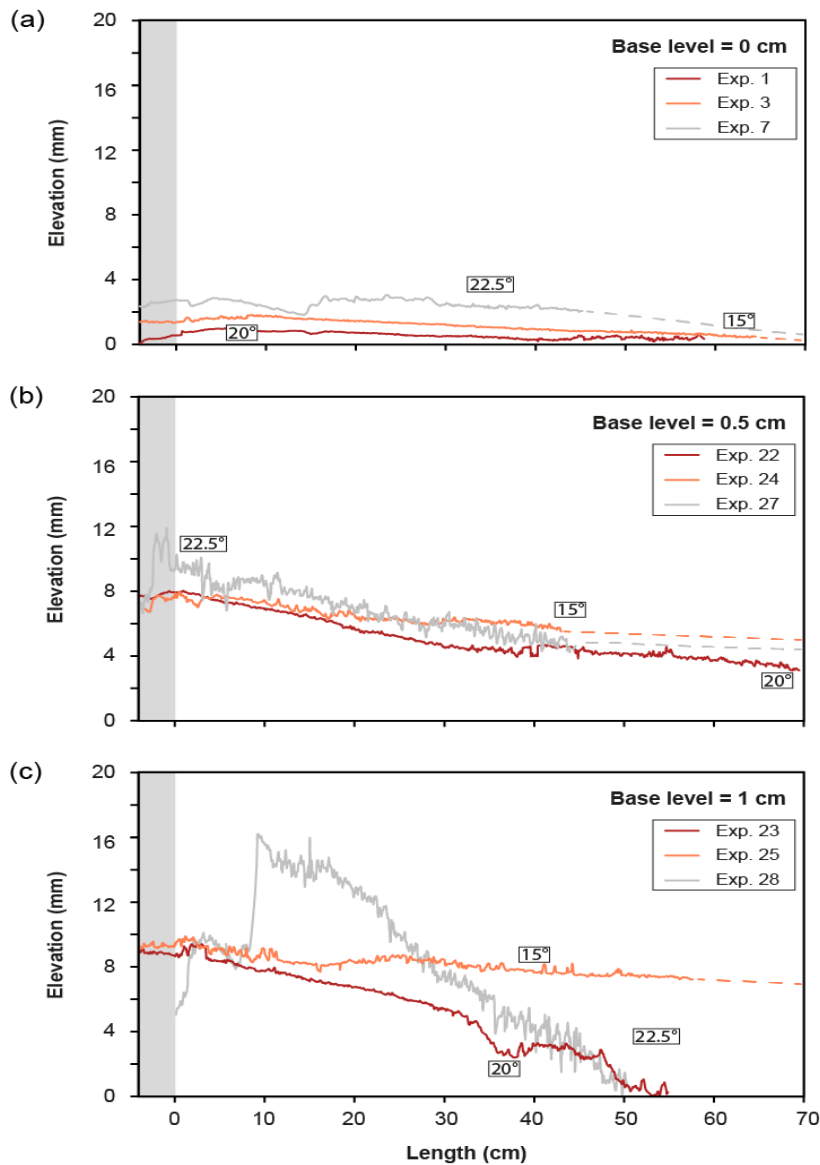 (a)
20
16
12
8
4
0
Elevation (mm)
Base level = 0 cm
Exp. 1
Exp. 3
Exp. 7
22.5°
15°
20°
(b)
20
16
12
8
4
0
Elevation (mm)
Base level = 0.5 cm
Exp. 22
Exp. 24
Exp. 27
22.5°
15°
20°
(c)
20
16
12
8
4
0
Elevation (mm)
Base level = 1 cm
Exp. 23
Exp. 25
Exp. 28
15°
22.5°
20°
0 10 20 30 40 50 60 70
Length (cm)